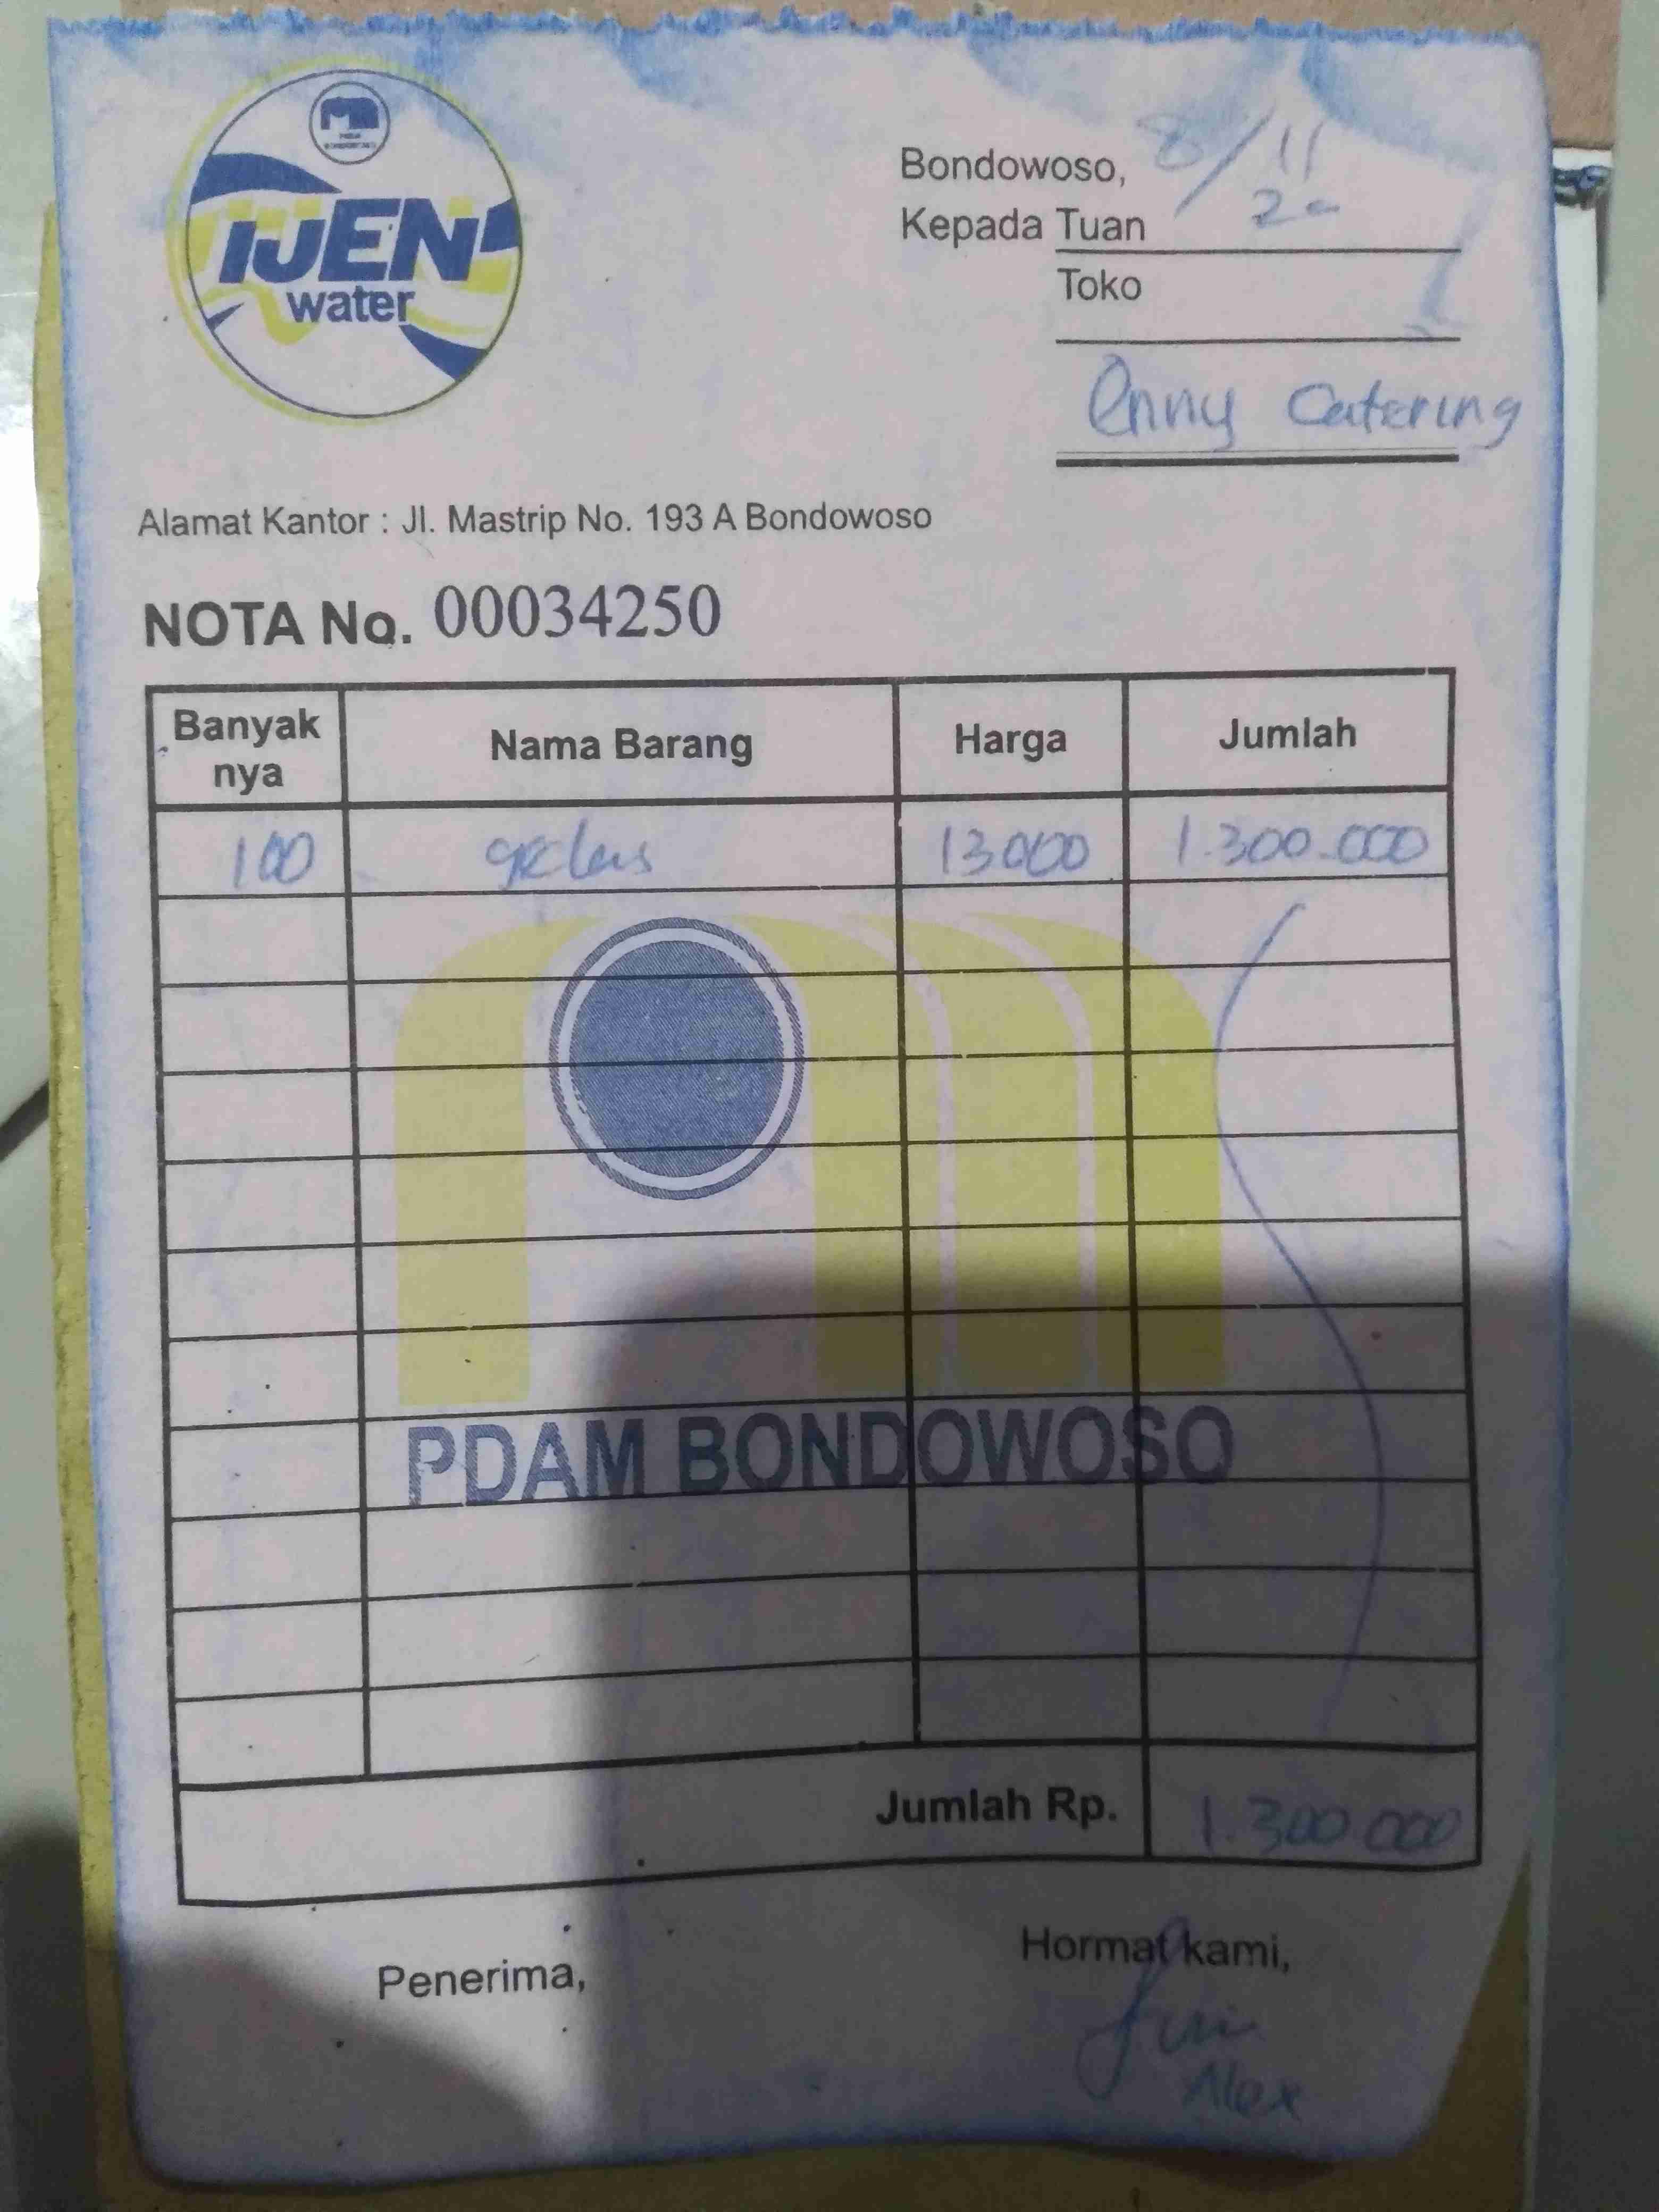 IJEN
water
Bondowoso, 8/11
20
Kepada Tuan
Toko
Enny Catering
Alamat Kantor : Jl. Mastrip No. 193 A Bondowoso
NOTA No. 00034250
Banyak
nya
Nama Barang
Harga
Jumlah
100 gelas 13000 1.300.000
PDAM BONDOWOSO
Jumlah Rp. 1.300.000
Penerima,
Hormat kami,
Alex